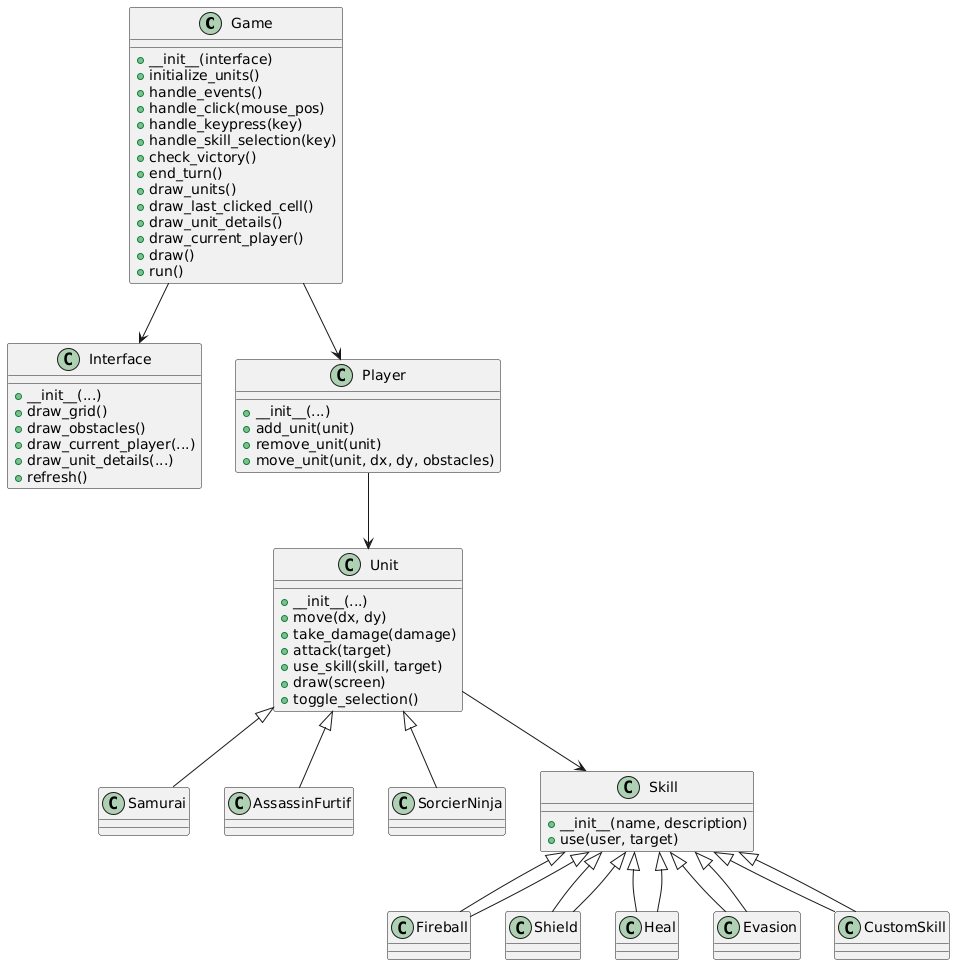 C Game
__init__(interface)
initialize_units()
handle_events()
handle_click(mouse_pos)
handle_keypress(key)
handle_skill_selection(key)
check_victory()
end_turn()
draw_units()
draw_last_clicked_cell()
draw_unit_details()
draw_current_player()
draw()
run()
C Interface
__init__(...)
draw_grid()
draw_obstacles()
draw_current_player(...)
draw_unit_details(...)
refresh()
C Player
__init__(...)
add_unit(unit)
remove_unit(unit)
move_unit(unit, dx, dy, obstacles)
C Unit
__init__(...)
move(dx, dy)
take_damage(damage)
attack(target)
use_skill(skill, target)
draw(screen)
toggle_selection()
C Samurai
C AssassinFurtif
C SorcierNinja
C Skill
__init__(name, description)
use(user, target)
C Fireball
C Shield
C Heal
C Evasion
C CustomSkill